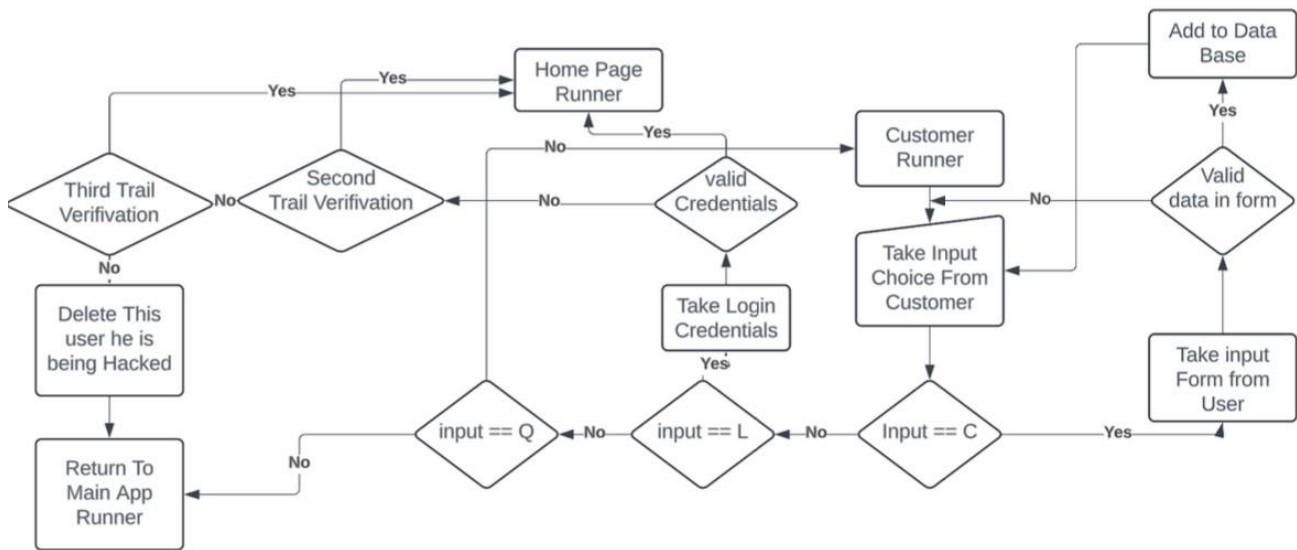 Add to Data
Base
Yes
Home Page
Runner
Yes
Yes
Yes
No
Customer
Runner
Third Trail
Verifivation
No
Second
Trail Verifivation
No
valid
Credentials
No
Valid
data in form
No
Delete This
user he is
being Hacked
Take Login
Credentials
Yes
Take Input
Choice From
Customer
Take input
Form from
User
input == Q
No
input == L
No
Input == C
Yes
No
Return To
Main App
Runner